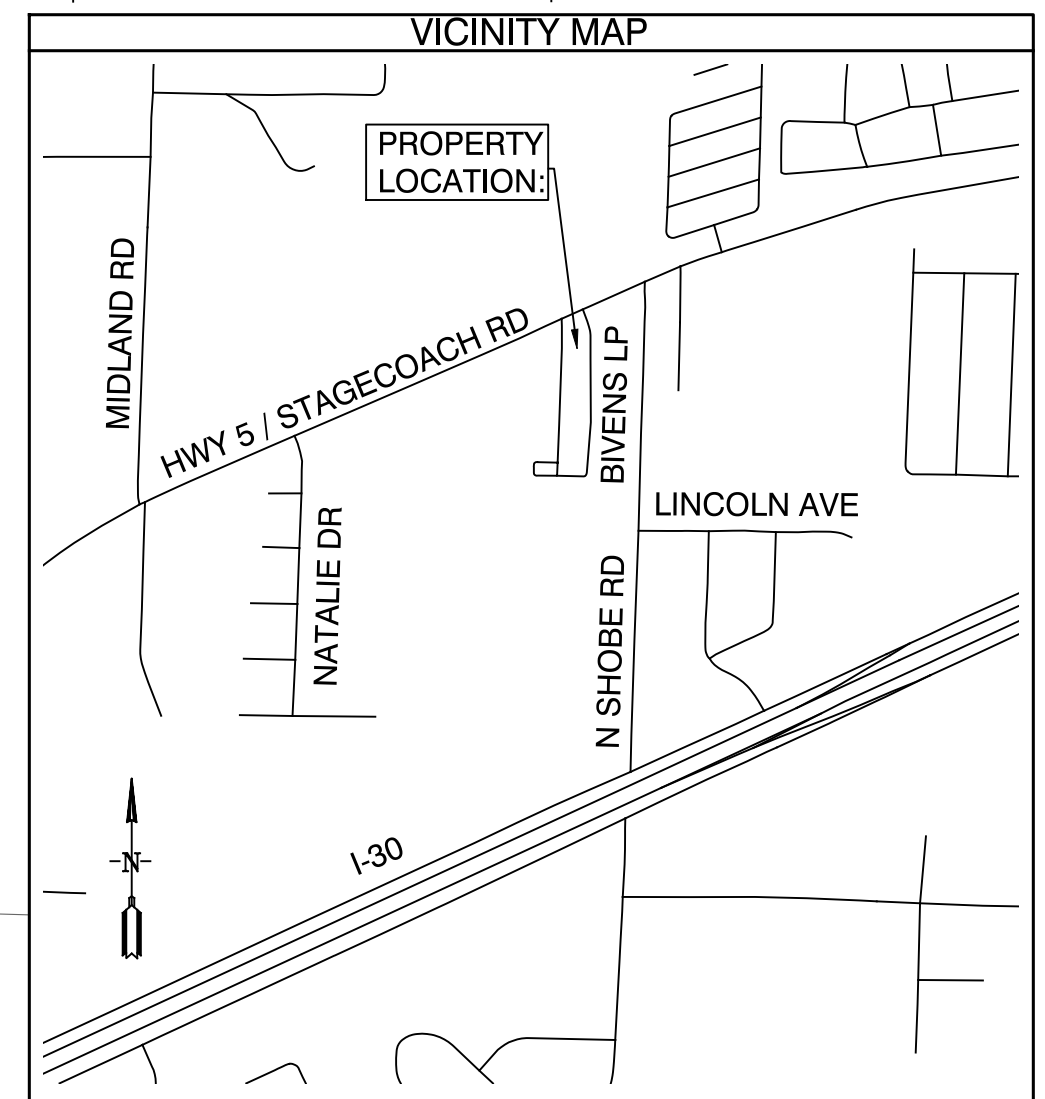 VICINITY MAP
PROPERTY
LOCATION:
MIDLAND RD
HWY 5 / STAGECOACH RD
BIVENS LP
LINCOLN AVE
NATALIE DR
N SHOBE RD
I-30
-N-